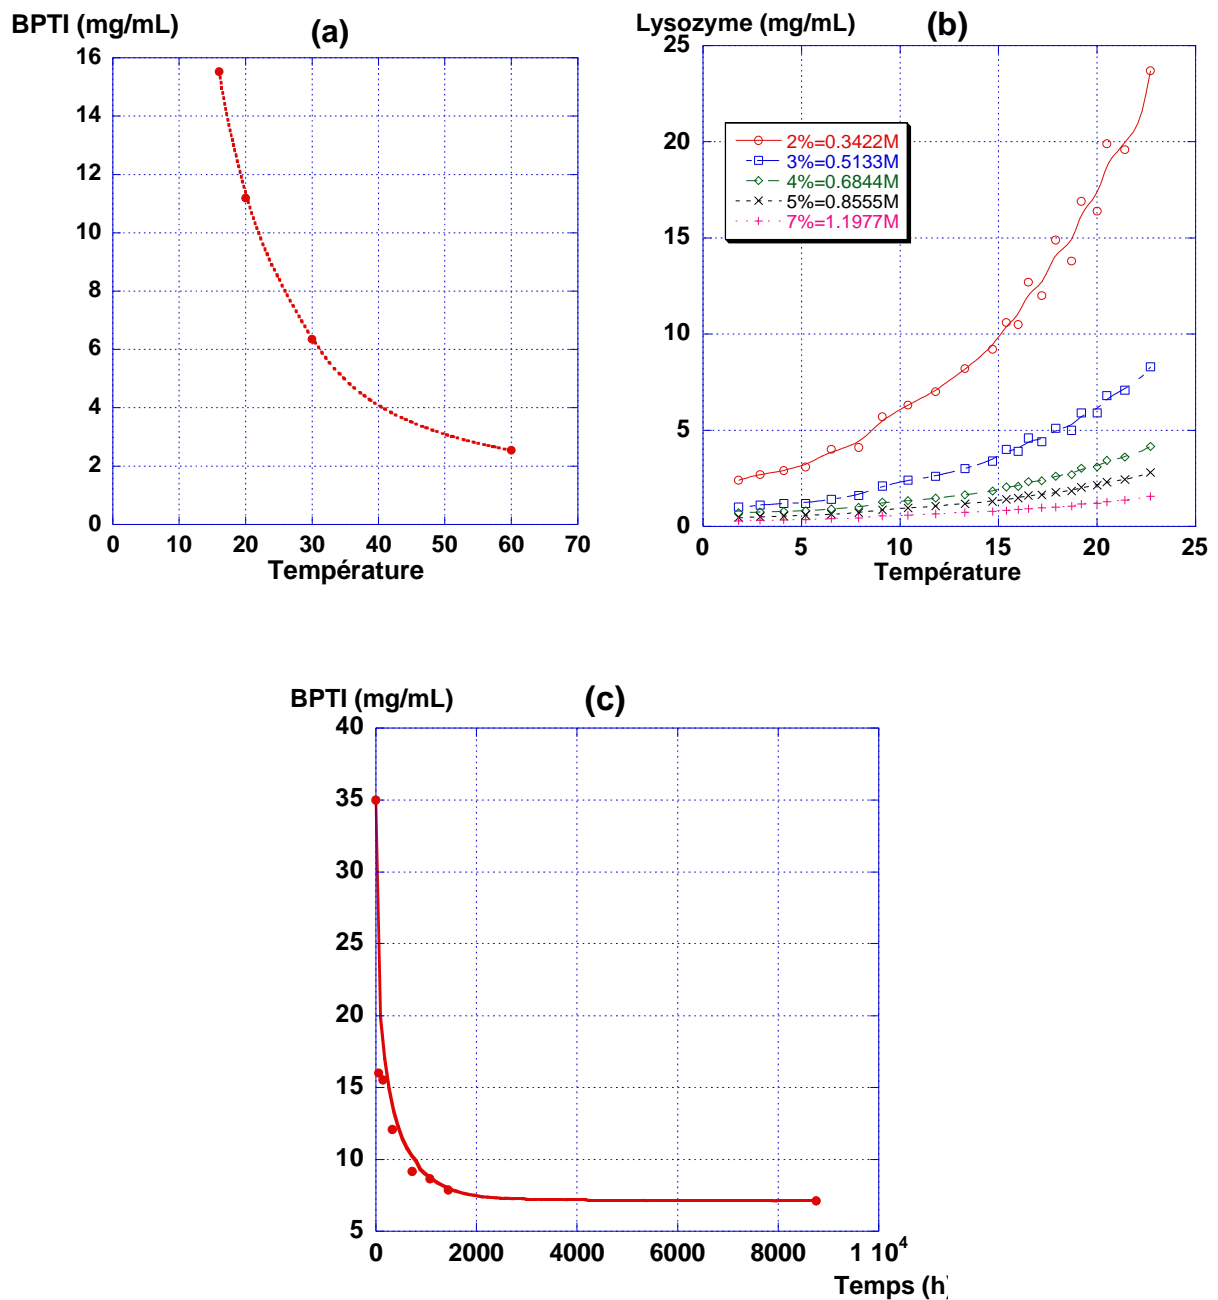 BPTI (mg/mL)
(a)
16
14
12
10
8
6
4
2
0
0 10 20 30 40 50 60 70
Température
Lysozyme (mg/mL)
(b)
25
20
15
10
5
0
2%=0.3422M
3%=0.5133M
4%=0.6844M
5%=0.8555M
7%=1.1977M
0 5 10 15 20 25
Température
BPTI (mg/mL)
(c)
40
35
30
25
20
15
10
5
0 2000 4000 6000 8000 1 10⁴
Temps (h)